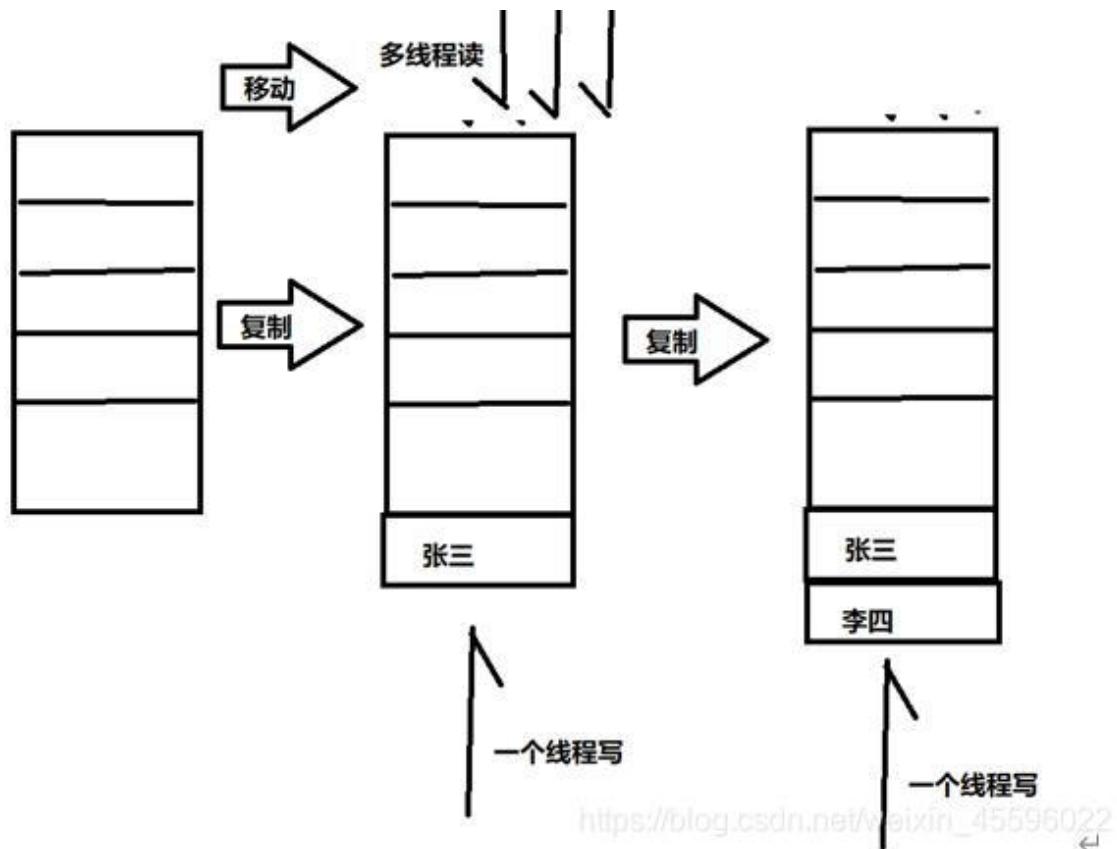 多线程读
移动
复制
复制
张三
张三
李四
一个线程写
一个线程写
https://blog.csdn.net/weixin_45596022